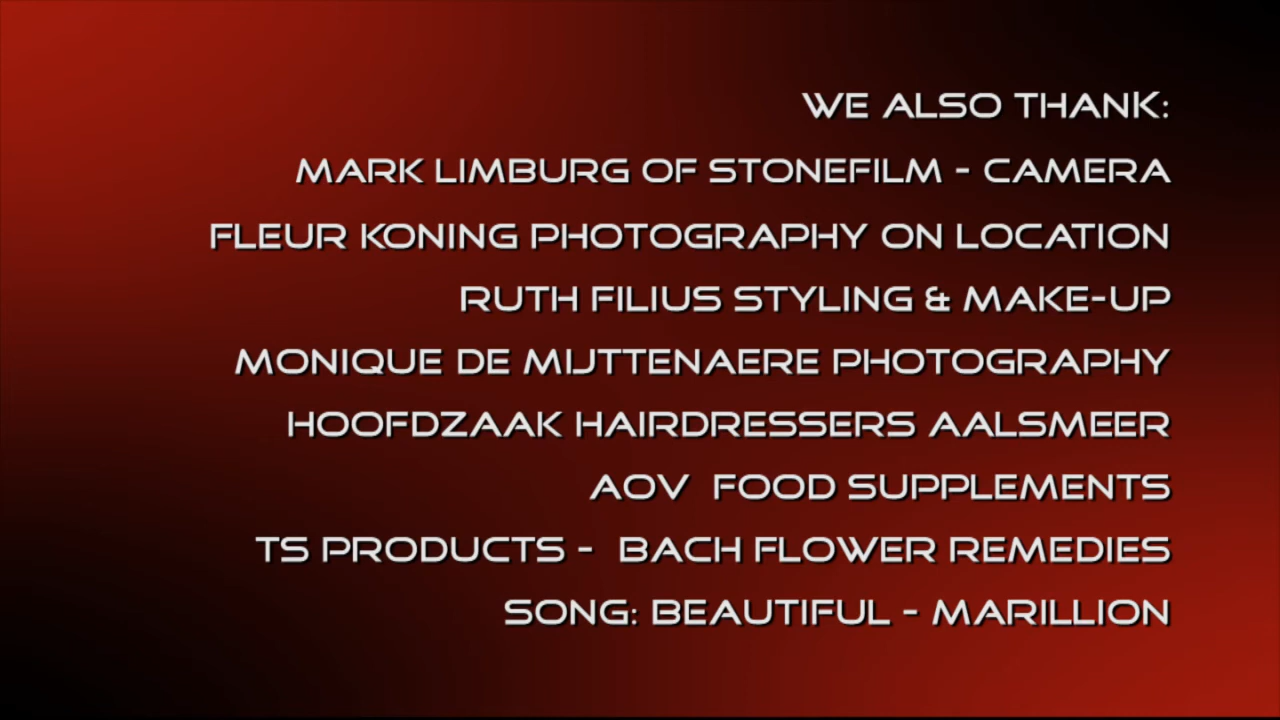 WE ALSO THANK:
MARK LIMBURG OF STONEFILM - CAMERA
FLEUR KONING PHOTOGRAPHY ON LOCATION
RUTH FILIUS STYLING & MAKE-UP
MONIQUE DE MIJTTENAERE PHOTOGRAPHY
HOOFDZAAK HAIRDRESSERS AALSMEER
AOV FOOD SUPPLEMENTS
TS PRODUCTS - BACH FLOWER REMEDIES
SONG: BEAUTIFUL - MARILLION